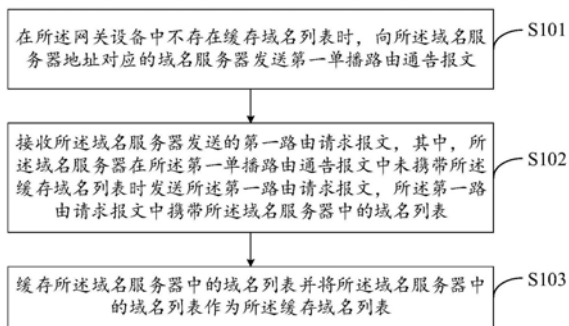 在所述网关设备中不存在缓存域名列表时，向所述域名服
务器地址对应的域名服务器发送第一单播路由通告报文
S101
接收所述域名服务器发送的第一路由请求报文，其中，所
述域名服务器在所述第一单播路由通告报文中未携带所述
缓存域名列表时发送所述第一路由请求报文，所述第一路
由请求报文中携带所述域名服务器中的域名列表
S102
缓存所述域名服务器中的域名列表并将所述域名服务器中
的域名列表作为所述缓存域名列表
S103